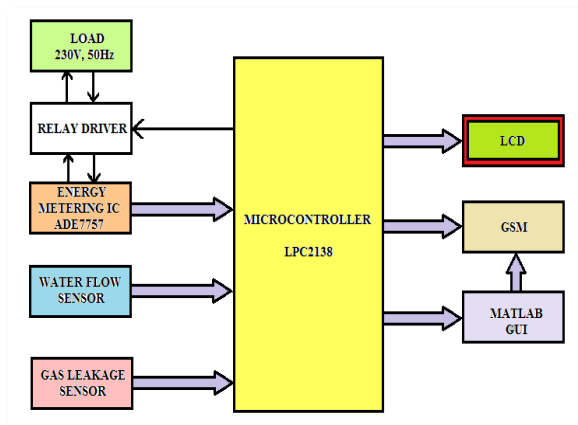 LOAD
230V, 50Hz
RELAY DRIVER
ENERGY
METERING IC
ADE7757
WATER FLOW
SENSOR
GAS LEAKAGE
SENSOR
MICROCONTROLLER
LPC2138
LCD
GSM
MATLAB
GUI